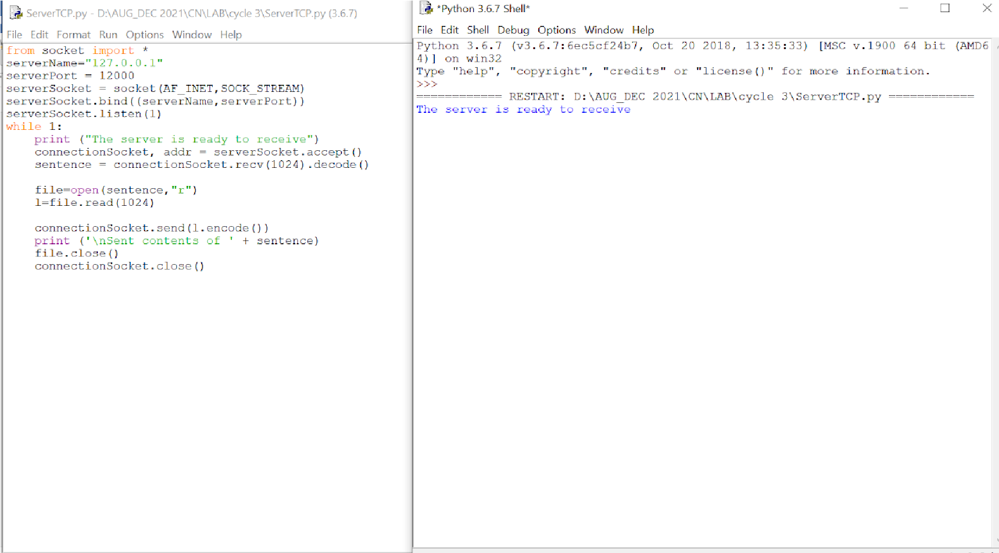 ServerTCP.py - D:\AUG_DEC 2021\CN\LAB\cycle 3\ServerTCP.py (3.6.7)
File Edit Format Run Options Window Help
from socket import *
serverName="127.0.0.1"
serverPort = 12000
serverSocket = socket(AF_INET,SOCK_STREAM)
serverSocket.bind((serverName,serverPort))
serverSocket.listen(1)
while 1:
    print ("The server is ready to receive")
    connectionSocket, addr = serverSocket.accept()
    sentence = connectionSocket.recv(1024).decode()
    file=open(sentence,"r")
    l=file.read(1024)
    connectionSocket.send(l.encode())
    print ('\nSent contents of ' + sentence)
    file.close()
    connectionSocket.close()
*Python 3.6.7 Shell*
File Edit Shell Debug Options Window Help
Python 3.6.7 (v3.6.7:6ec5cf24b7, Oct 20 2018, 13:35:33) [MSC v.1900 64 bit (AMD6
4)] on win32
Type "help", "copyright", "credits" or "license()" for more information.
>>>
============ RESTART: D:\AUG_DEC 2021\CN\LAB\cycle 3\ServerTCP.py ============
The server is ready to receive